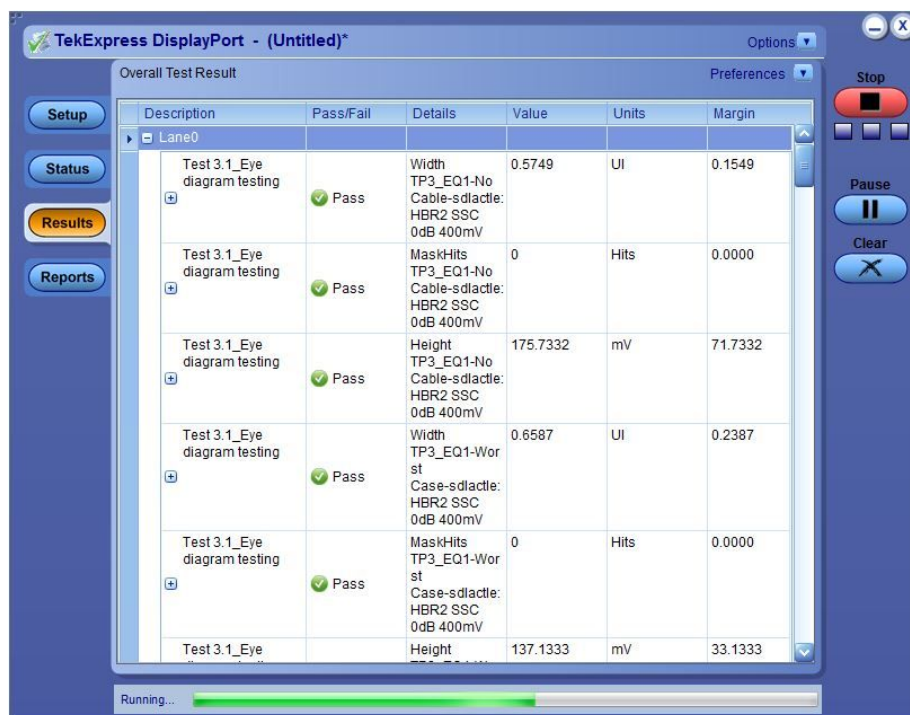 TekExpress DisplayPort - (Untitled)*
Options
X
Overall Test Result
Preferences
Stop
Setup
Status
Results
Reports
Pause
Clear
Description Pass/Fail Details Value Units Margin
Lane0
Test 3.1_Eye
diagram testing
Pass
Width
TP3_EQ1-No
Cable-sdlactle:
HBR2 SSC
0dB 400mV
0.5749
UI
0.1549
Test 3.1_Eye
diagram testing
Pass
MaskHits
TP3_EQ1-No
Cable-sdlactle:
HBR2 SSC
0dB 400mV
0
Hits
0.0000
Test 3.1_Eye
diagram testing
Pass
Height
TP3_EQ1-No
Cable-sdlactle:
HBR2 SSC
0dB 400mV
175.7332
mV
71.7332
Test 3.1_Eye
diagram testing
Pass
Width
TP3_EQ1-Wor
st
Case-sdlactle:
HBR2 SSC
0dB 400mV
0.6587
UI
0.2387
Test 3.1_Eye
diagram testing
Pass
MaskHits
TP3_EQ1-Wor
st
Case-sdlactle:
HBR2 SSC
0dB 400mV
0
Hits
0.0000
Test 3.1_Eye
Height
137.1333
mV
33.1333
Running...